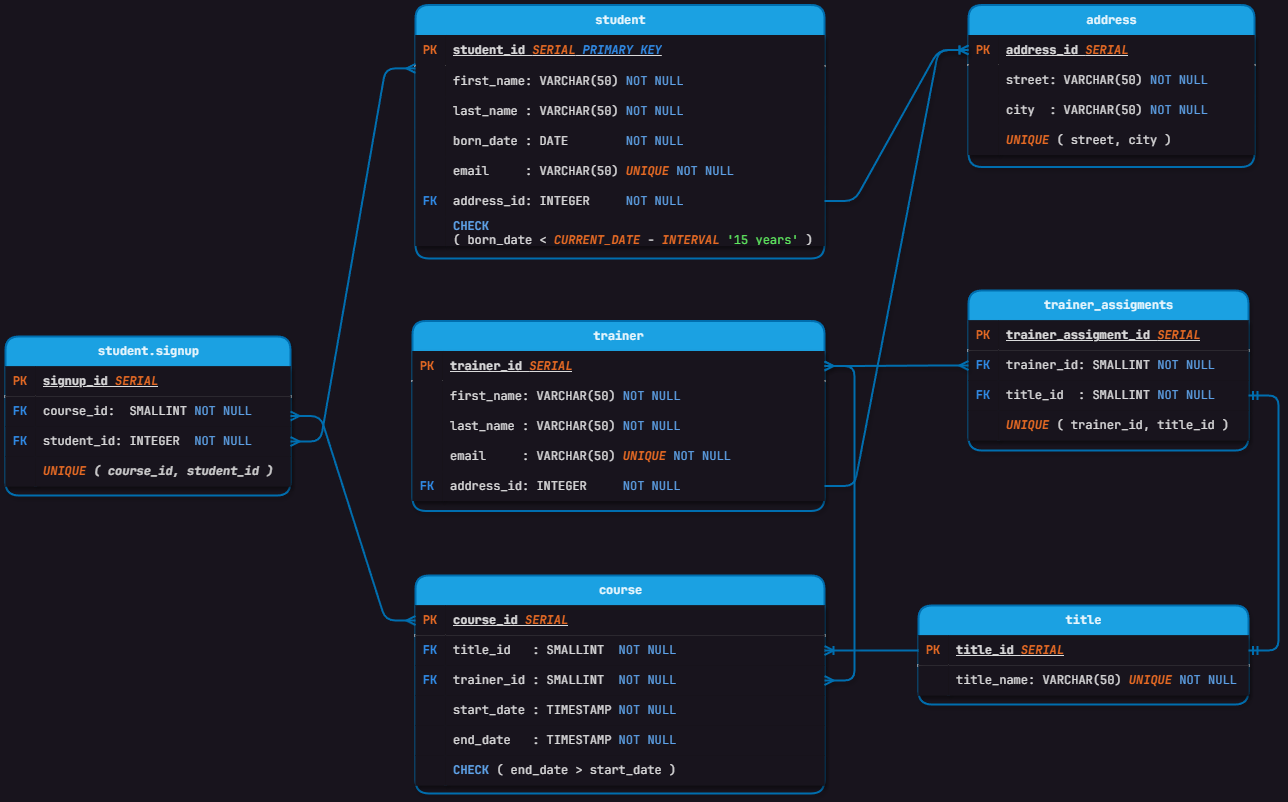 student
PK student_id SERIAL PRIMARY KEY
first_name: VARCHAR(50) NOT NULL
last_name : VARCHAR(50) NOT NULL
born_date : DATE NOT NULL
email : VARCHAR(50) UNIQUE NOT NULL
FK address_id: INTEGER NOT NULL
CHECK
( born_date < CURRENT_DATE - INTERVAL '15 years' )
address
PK address_id SERIAL
street: VARCHAR(50) NOT NULL
city : VARCHAR(50) NOT NULL
UNIQUE ( street, city )
student.signup
PK signup_id SERIAL
FK course_id: SMALLINT NOT NULL
FK student_id: INTEGER NOT NULL
UNIQUE ( course_id, student_id )
trainer
PK trainer_id SERIAL
first_name: VARCHAR(50) NOT NULL
last_name : VARCHAR(50) NOT NULL
email : VARCHAR(50) UNIQUE NOT NULL
FK address_id: INTEGER NOT NULL
trainer_assigments
PK trainer_assigment_id SERIAL
FK trainer_id: SMALLINT NOT NULL
FK title_id : SMALLINT NOT NULL
UNIQUE ( trainer_id, title_id )
course
PK course_id SERIAL
FK title_id : SMALLINT NOT NULL
FK trainer_id : SMALLINT NOT NULL
start_date : TIMESTAMP NOT NULL
end_date : TIMESTAMP NOT NULL
CHECK ( end_date > start_date )
title
PK title_id SERIAL
title_name: VARCHAR(50) UNIQUE NOT NULL